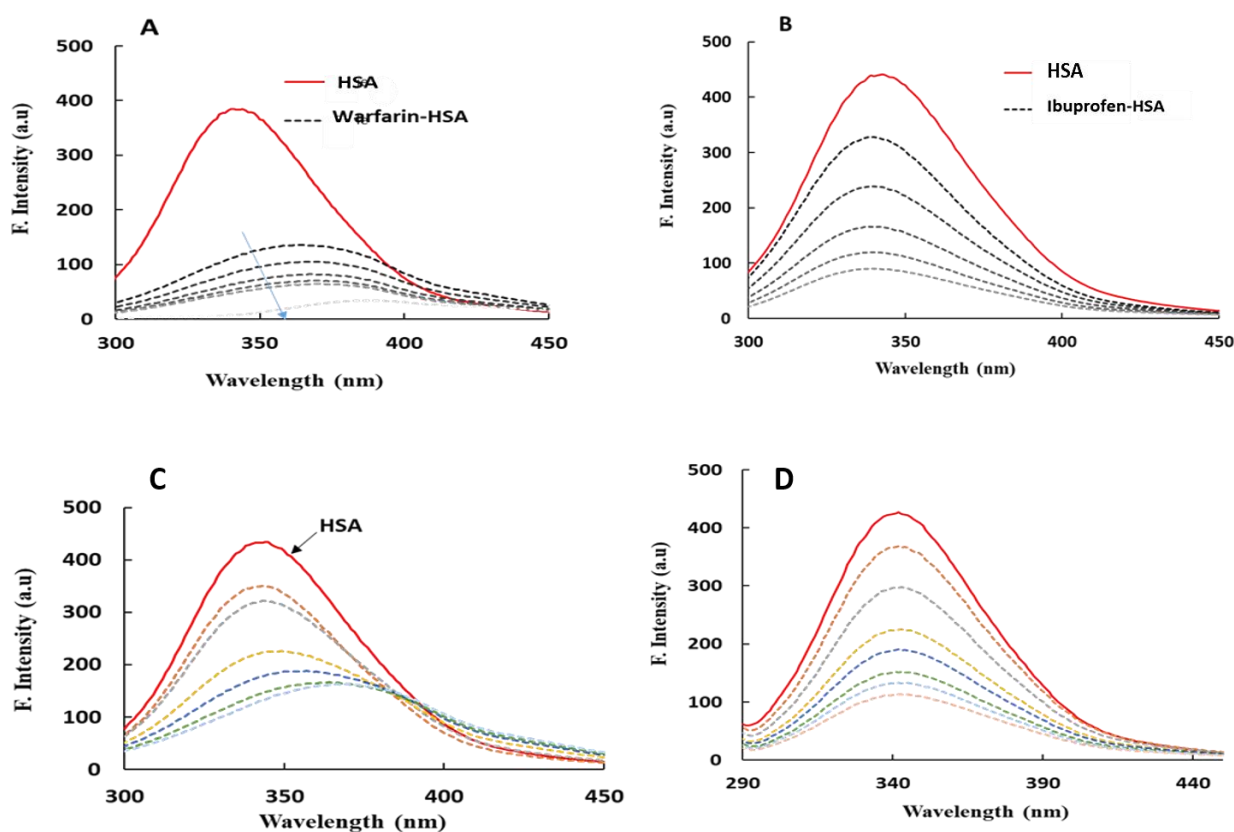 A
500
400
300
200
100
0
F. Intensity (a.u)
HSA
Warfarin-HSA
300
350
400
450
Wavelength (nm)
B
500
400
300
200
100
0
F. Intensity (a.u)
HSA
Ibuprofen-HSA
300
350
400
450
Wavelength (nm)
C
500
400
300
200
100
0
F. Intensity (a.u)
HSA
300
350
400
450
Wavelength (nm)
D
500
400
300
200
100
0
F. Intensity (a.u)
290
340
390
440
Wavelength (nm)